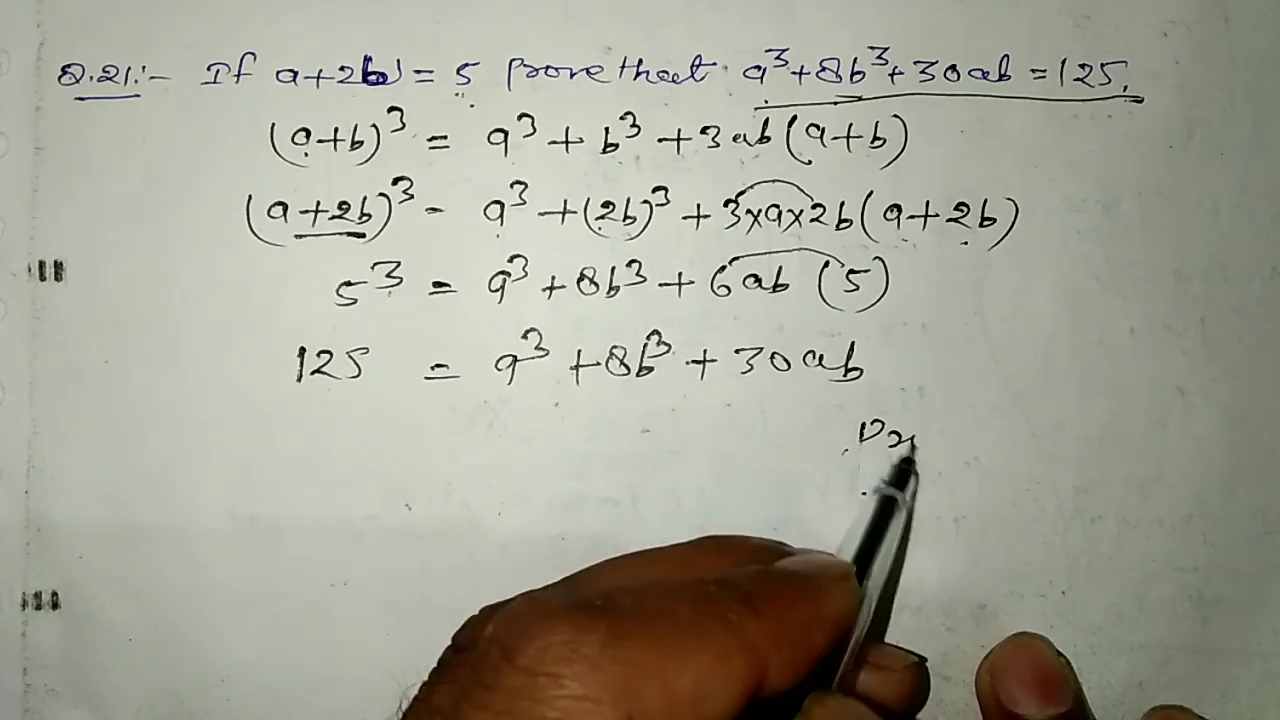 Q.21:- If a+2b = 5 prove that a³+8b³+30ab = 125.
(a+b)³ = a³ + b³ + 3ab(a+b)
(a+2b)³ = a³ + (2b)³ + 3×a×2b(a+2b)
5³ = a³ + 8b³ + 6ab (5)
125 = a³ + 8b³ + 30ab